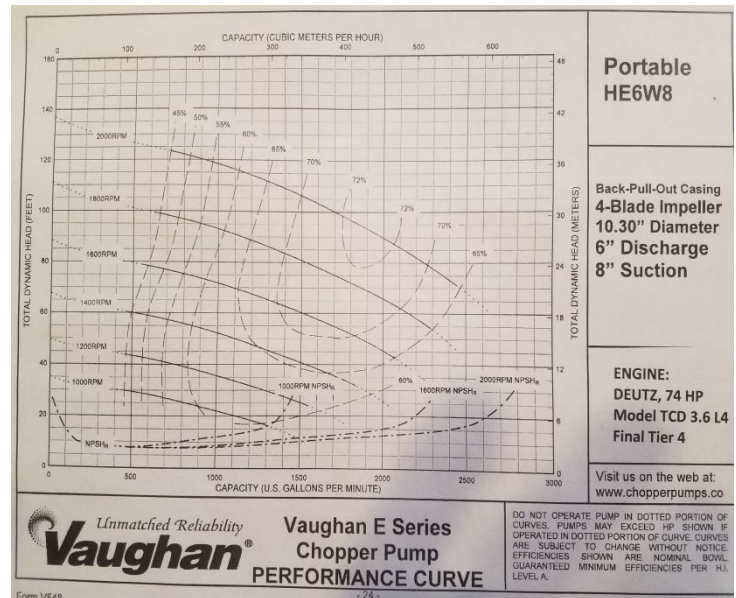 CAPACITY (CUBIC METERS PER HOUR)
0 100 200 300 400 500 600
160 48
140 42
120 36
100 30
80 24
60 18
40 12
20 6
0 0
TOTAL DYNAMIC HEAD (FEET)
TOTAL DYNAMIC HEAD (METERS)
45% 50% 55% 60% 65% 70% 72% 72% 70% 65% 60%
2000RPM
1800RPM
1600RPM
1400RPM
1200RPM
1000RPM
NPSHR
1000RPM NPSHR
1600RPM NPSHR
2000RPM NPSHR
0 500 1000 1500 2000 2500 3000
CAPACITY (U.S. GALLONS PER MINUTE)
Portable
HE6W8
Back-Pull-Out Casing
4-Blade Impeller
10.30” Diameter
6” Discharge
8” Suction
ENGINE:
DEUTZ, 74 HP
Model TCD 3.6 L4
Final Tier 4
Visit us on the web at:
www.chopperpumps.co
Unmatched Reliability
Vaughan®
Vaughan E Series
Chopper Pump
PERFORMANCE CURVE
DO NOT OPERATE PUMP IN DOTTED PORTION OF
CURVES. PUMPS MAY EXCEED HP SHOWN IF
OPERATED IN DOTTED PORTION OF CURVE. CURVES
ARE SUBJECT TO CHANGE WITHOUT NOTICE.
EFFICIENCIES SHOWN ARE NOMINAL BOWL.
GUARANTEED MINIMUM EFFICIENCIES PER H.I.
LEVEL A.
Form V548
- 24 -